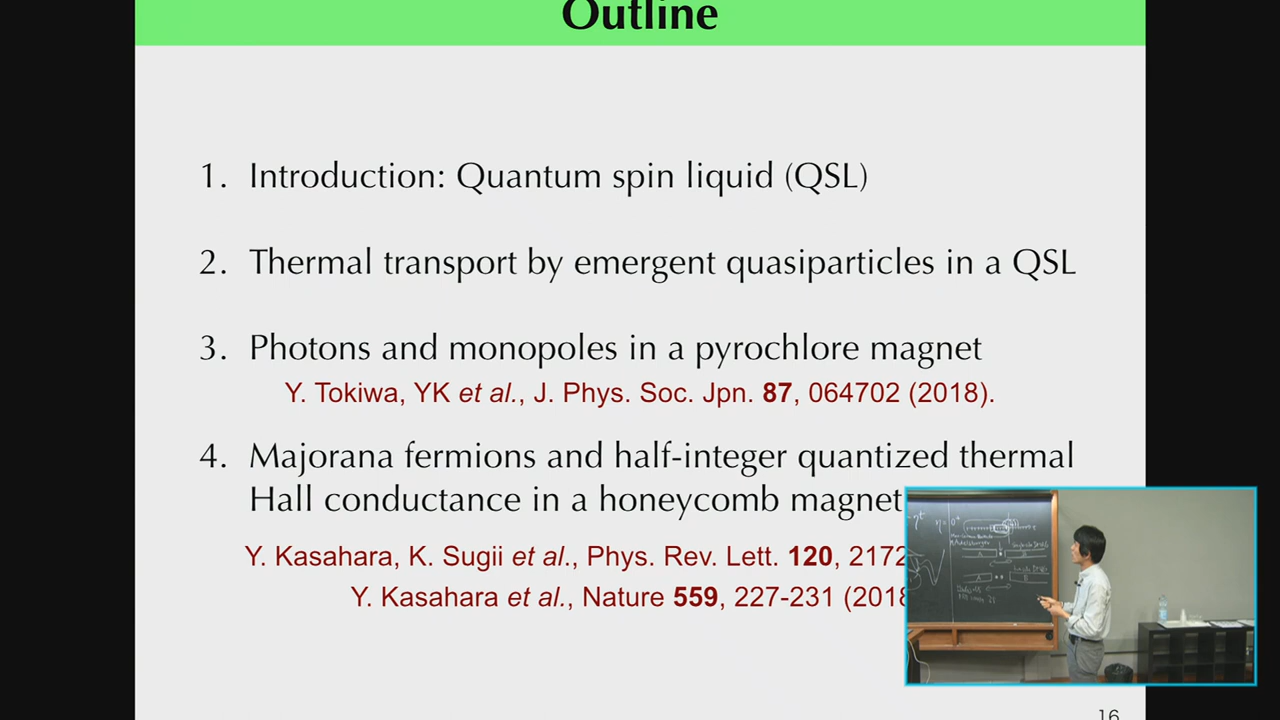 Outline
1. Introduction: Quantum spin liquid (QSL)
2. Thermal transport by emergent quasiparticles in a QSL
3. Photons and monopoles in a pyrochlore magnet
Y. Tokiwa, YK et al., J. Phys. Soc. Jpn. 87, 064702 (2018).
4. Majorana fermions and half-integer quantized thermal
Hall conductance in a honeycomb magnet
Y. Kasahara, K. Sugii et al., Phys. Rev. Lett. 120, 2172
Y. Kasahara et al., Nature 559, 227-231 (2018
16